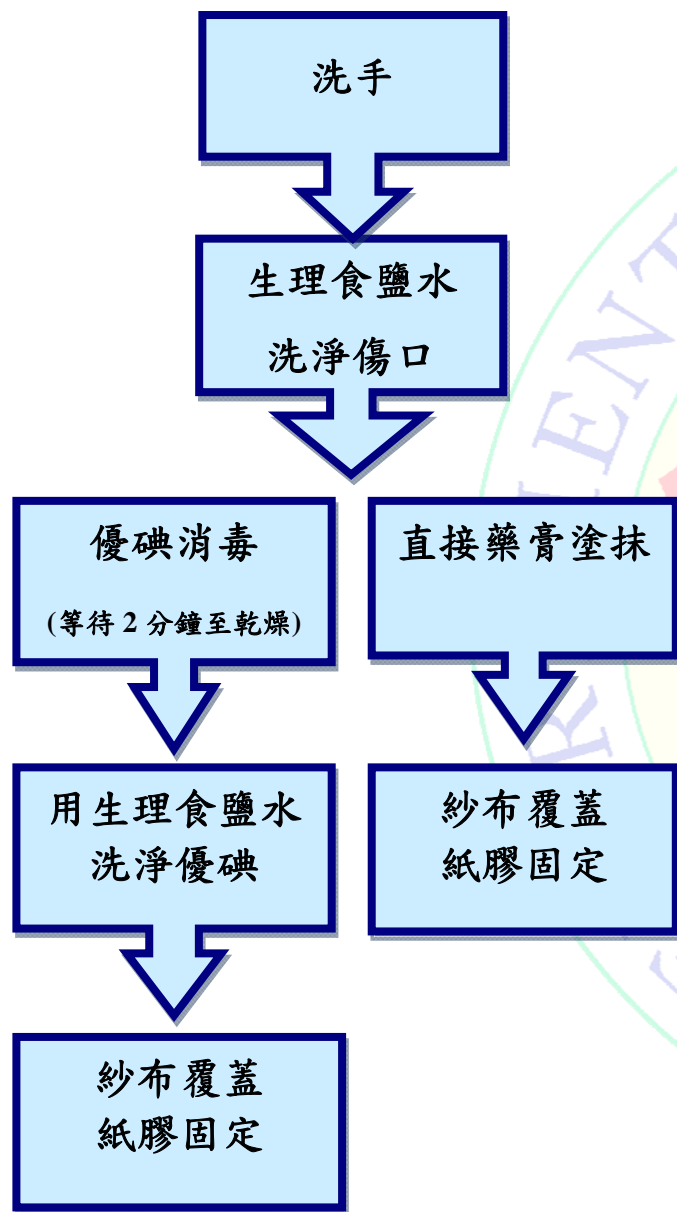 洗手
生理食鹽水
洗淨傷口
優碘消毒
(等待 2 分鐘至乾燥)
直接藥膏塗抹
用生理食鹽水
洗淨優碘
紗布覆蓋
紙膠固定
紗布覆蓋
紙膠固定